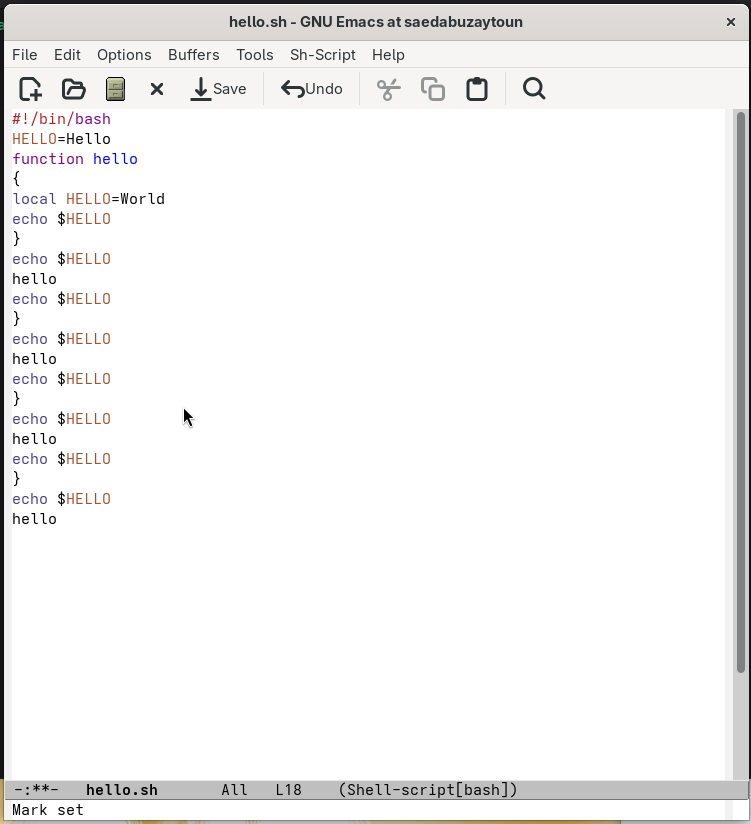 hello.sh - GNU Emacs at saedabuzaytoun
File Edit Options Buffers Tools Sh-Script Help
Save Undo
#!/bin/bash
HELLO=Hello
function hello
{
local HELLO=World
echo $HELLO
}
echo $HELLO
hello
echo $HELLO
}
echo $HELLO
hello
echo $HELLO
}
echo $HELLO
hello
echo $HELLO
}
echo $HELLO
hello
-:**- hello.sh All L18 (Shell-script[bash])
Mark set